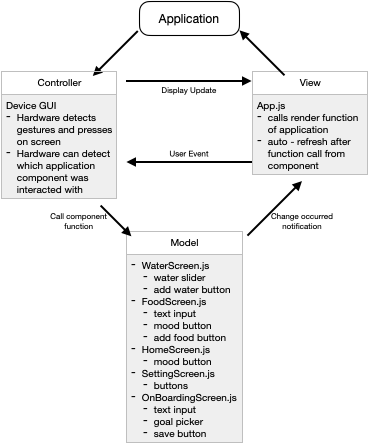 Application
Controller
Device GUI
- Hardware detects
gestures and presses
on screen
- Hardware can detect
which application
component was
interacted with
Display Update
User Event
View
App.js
- calls render function
of application
- auto - refresh after
function call from
component
Call component
function
Change occurred
notification
Model
- WaterScreen.js
- water slider
- add water button
- FoodScreen.js
- text input
- mood button
- add food button
- HomeScreen.js
- mood button
- SettingScreen.js
- buttons
- OnBoardingScreen.js
- text input
- goal picker
- save button